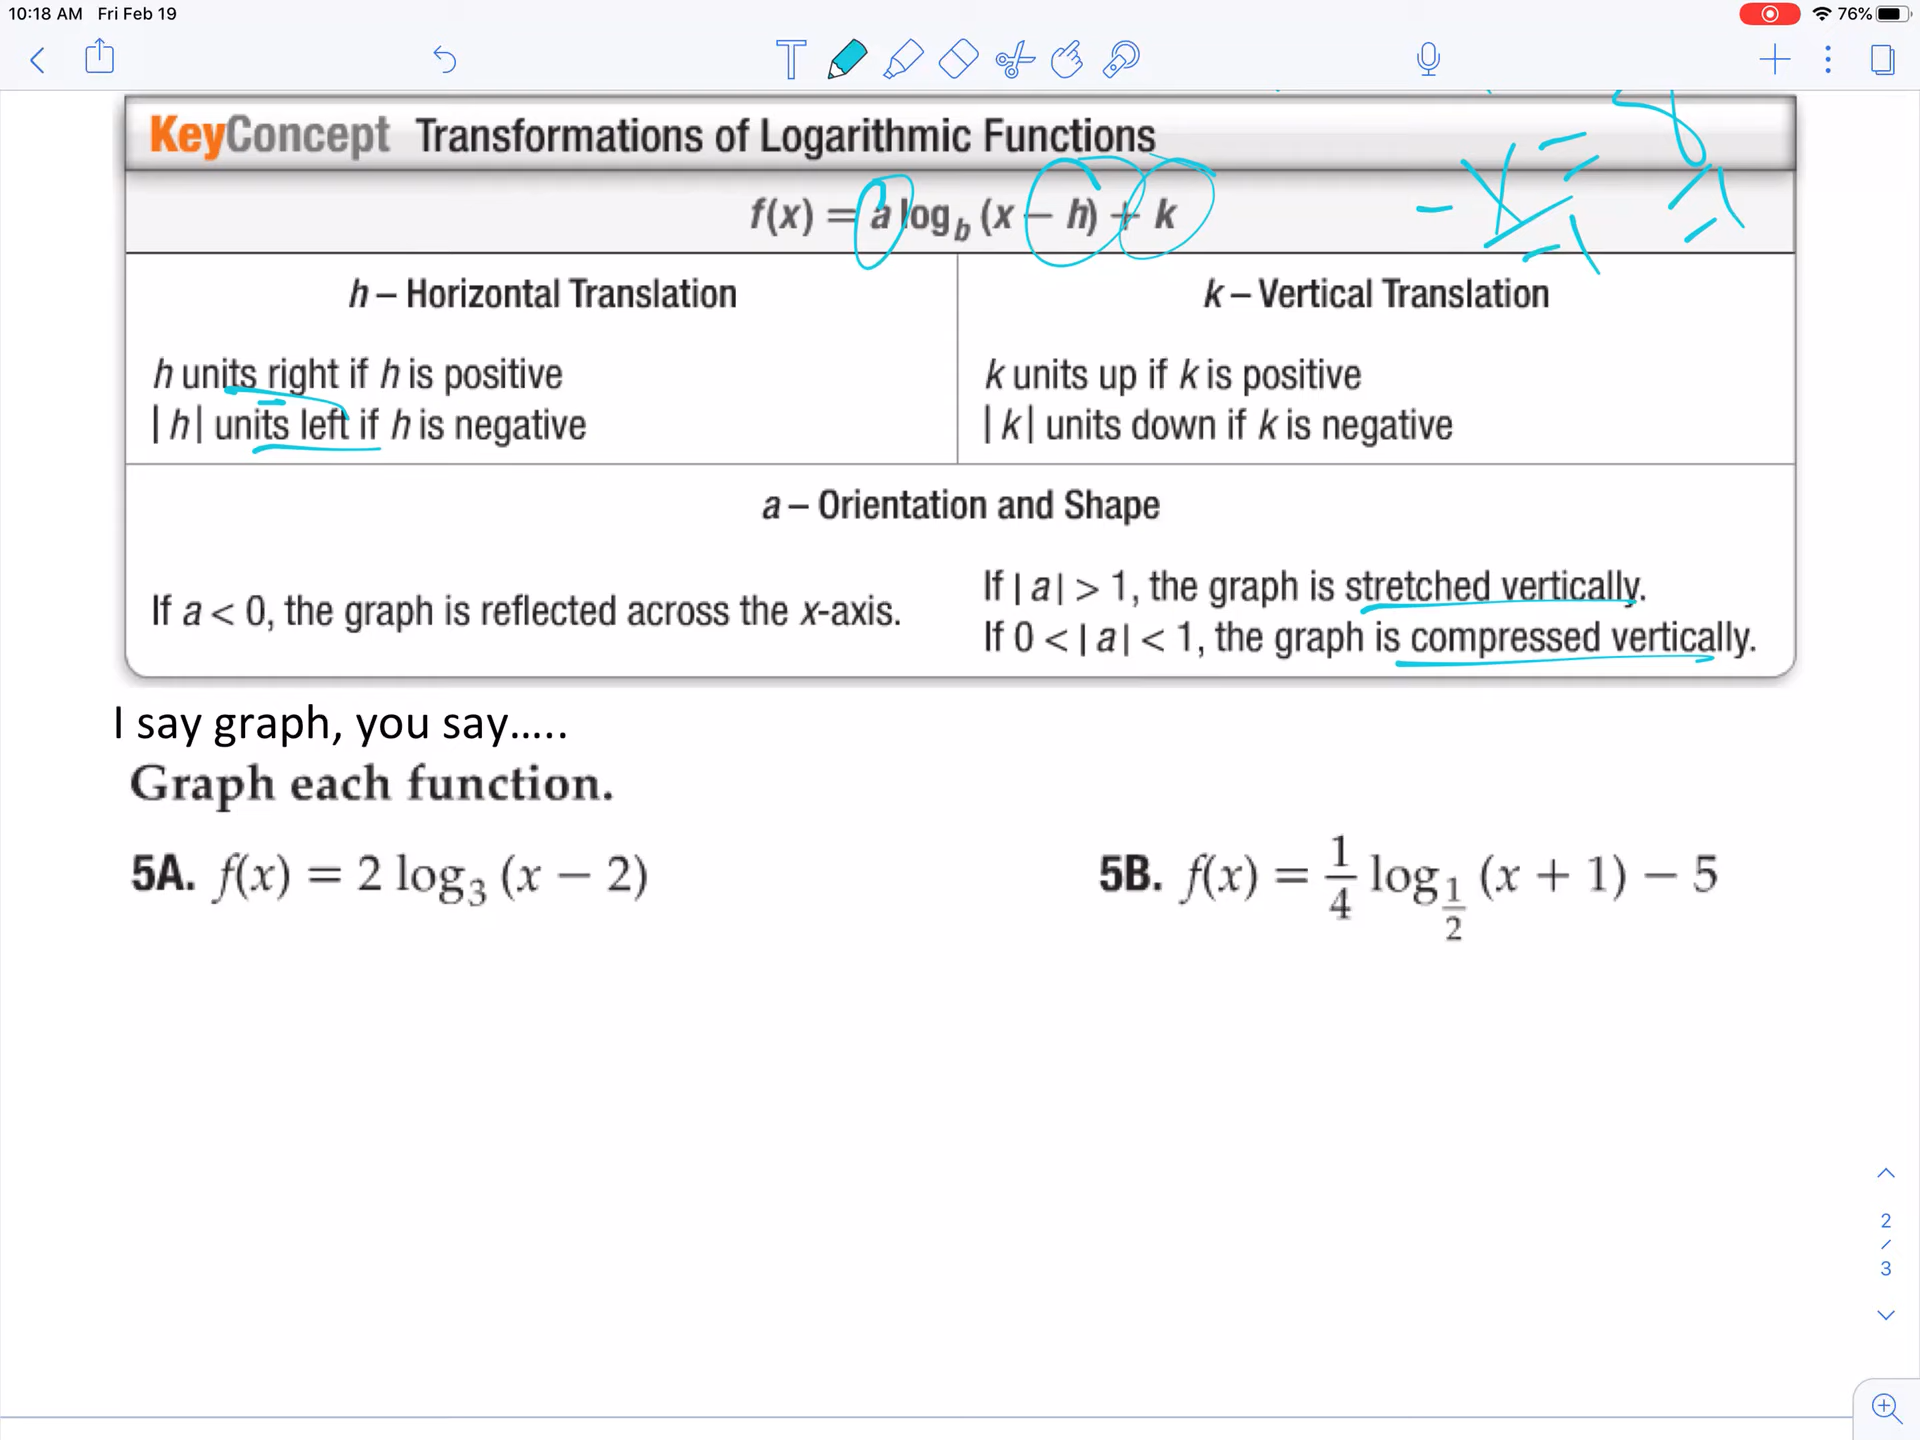 10:18 AM Fri Feb 19
76%
KeyConcept Transformations of Logarithmic Functions
f(x) = a log_b (x − h) + k
h – Horizontal Translation
h units right if h is positive
|h| units left if h is negative
k – Vertical Translation
k units up if k is positive
|k| units down if k is negative
a – Orientation and Shape
If a < 0, the graph is reflected across the x-axis.
If |a| > 1, the graph is stretched vertically.
If 0 < |a| < 1, the graph is compressed vertically.
I say graph, you say.....
Graph each function.
5A. f(x) = 2 log₃ (x − 2)
5B. f(x) = 1/4 log_1/2 (x + 1) − 5
2
/
3